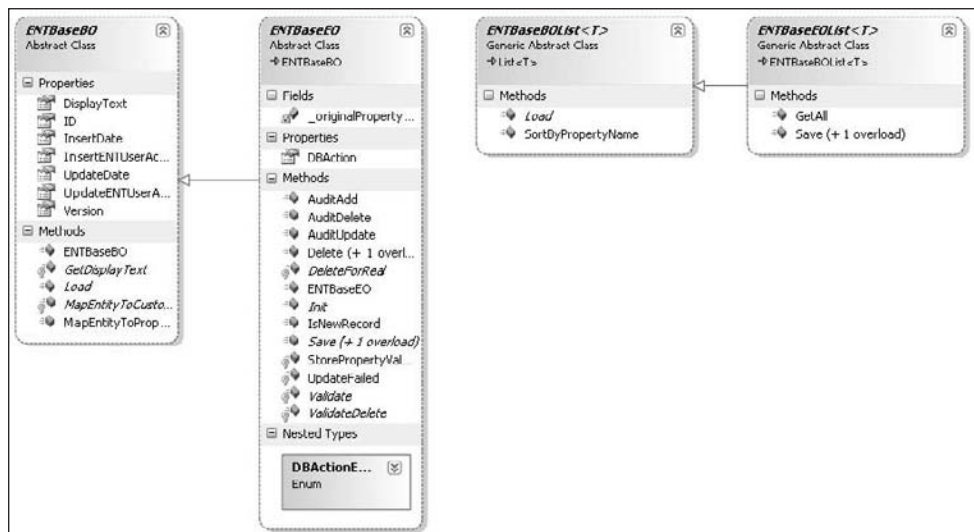 ENTBaseBO
Abstract Class
Properties
DisplayText
ID
InsertDate
InsertENTUserAc...
UpdateDate
UpdateENTUserA...
Version
Methods
ENTBaseBO
GetDisplayText
Load
MapEntityToCusto...
MapEntityToProp...
ENTBaseEO
Abstract Class
ENTBaseBO
Fields
_originalProperty...
Properties
DBAction
Methods
AuditAdd
AuditDelete
AuditUpdate
Delete (+ 1 overl...
DeleteForReal
ENTBaseEO
Init
IsNewRecord
Save (+ 1 overload)
StorePropertyVal...
UpdateFailed
Validate
ValidateDelete
Nested Types
DBActionE...
Enum
ENTBaseBOList<T>
Generic Abstract Class
List<T>
Methods
Load
SortByPropertyName
ENTBaseEOList<T>
Generic Abstract Class
ENTBaseBOList<T>
Methods
GetAll
Save (+ 1 overload)